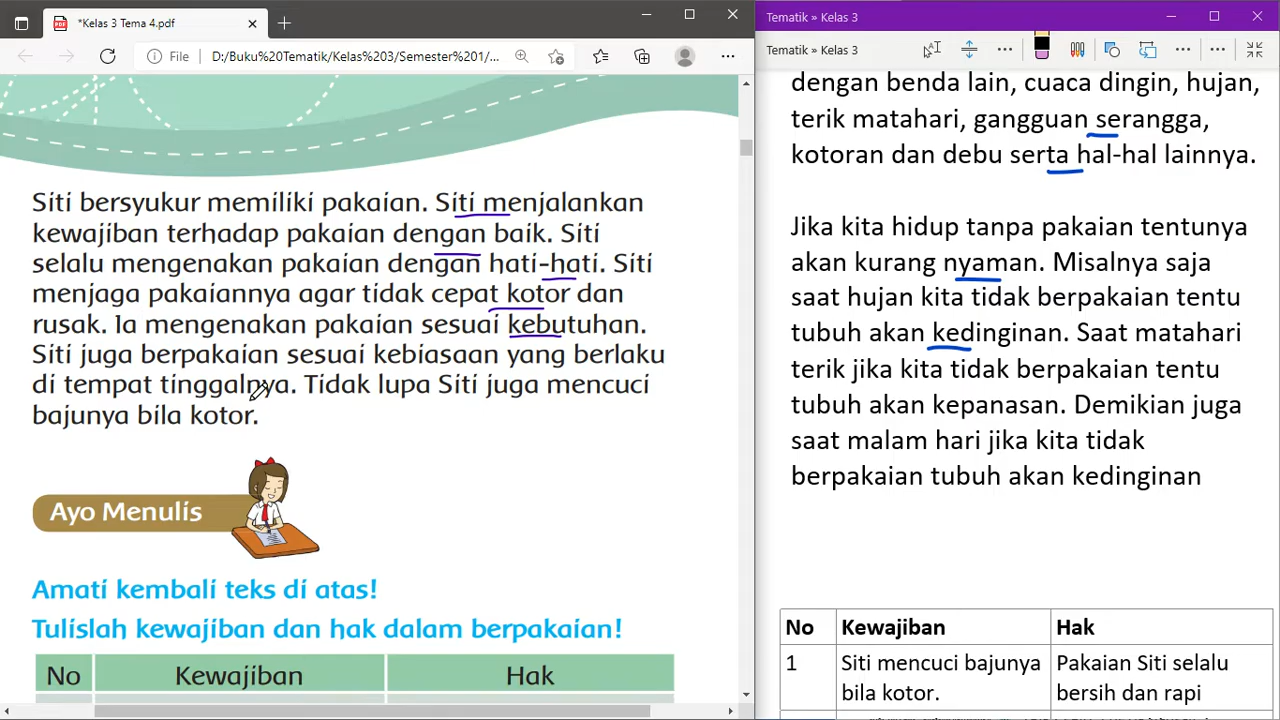 *Kelas 3 Tema 4.pdf
File
D:/Buku%20Tematik/Kelas%203/Semester%201/...
Siti bersyukur memiliki pakaian. Siti menjalankan
kewajiban terhadap pakaian dengan baik. Siti
selalu mengenakan pakaian dengan hati-hati. Siti
menjaga pakaiannya agar tidak cepat kotor dan
rusak. Ia mengenakan pakaian sesuai kebutuhan.
Siti juga berpakaian sesuai kebiasaan yang berlaku
di tempat tinggalnya. Tidak lupa Siti juga mencuci
bajunya bila kotor.
Ayo Menulis
Amati kembali teks di atas!
Tulislah kewajiban dan hak dalam berpakaian!
No Kewajiban Hak
Tematik » Kelas 3
Tematik » Kelas 3
dengan benda lain, cuaca dingin, hujan,
terik matahari, gangguan serangga,
kotoran dan debu serta hal-hal lainnya.
Jika kita hidup tanpa pakaian tentunya
akan kurang nyaman. Misalnya saja
saat hujan kita tidak berpakaian tentu
tubuh akan kedinginan. Saat matahari
terik jika kita tidak berpakaian tentu
tubuh akan kepanasan. Demikian juga
saat malam hari jika kita tidak
berpakaian tubuh akan kedinginan
No Kewajiban Hak
1 Siti mencuci bajunya Pakaian Siti selalu
bila kotor. bersih dan rapi